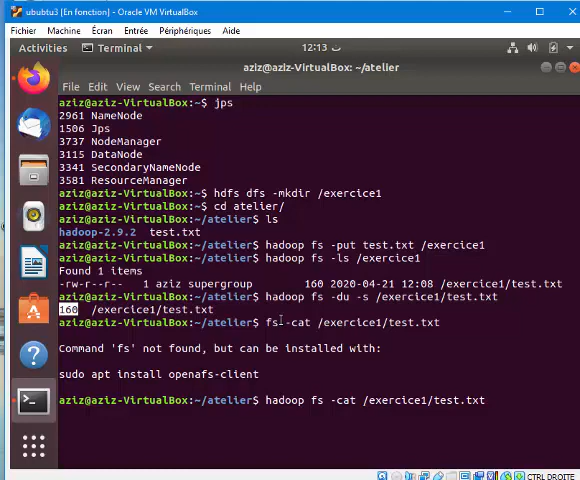 ububtu3 [En fonction] - Oracle VM VirtualBox
Fichier Machine Écran Entrée Périphériques Aide
Activities Terminal 12:13 ت
aziz@aziz-VirtualBox: ~/atelier
File Edit View Search Terminal Help
aziz@aziz-VirtualBox:~$ jps
2961 NameNode
1506 Jps
3737 NodeManager
3115 DataNode
3341 SecondaryNameNode
3581 ResourceManager
aziz@aziz-VirtualBox:~$ hdfs dfs -mkdir /exercice1
aziz@aziz-VirtualBox:~$ cd atelier/
aziz@aziz-VirtualBox:~/atelier$ ls
hadoop-2.9.2 test.txt
aziz@aziz-VirtualBox:~/atelier$ hadoop fs -put test.txt /exercice1
aziz@aziz-VirtualBox:~/atelier$ hadoop fs -ls /exercice1
Found 1 items
-rw-r--r-- 1 aziz supergroup 160 2020-04-21 12:08 /exercice1/test.txt
aziz@aziz-VirtualBox:~/atelier$ hadoop fs -du -s /exercice1/test.txt
160 /exercice1/test.txt
aziz@aziz-VirtualBox:~/atelier$ fs -cat /exercice1/test.txt
Command 'fs' not found, but can be installed with:
sudo apt install openafs-client
aziz@aziz-VirtualBox:~/atelier$ hadoop fs -cat /exercice1/test.txt
CTRL DROITE